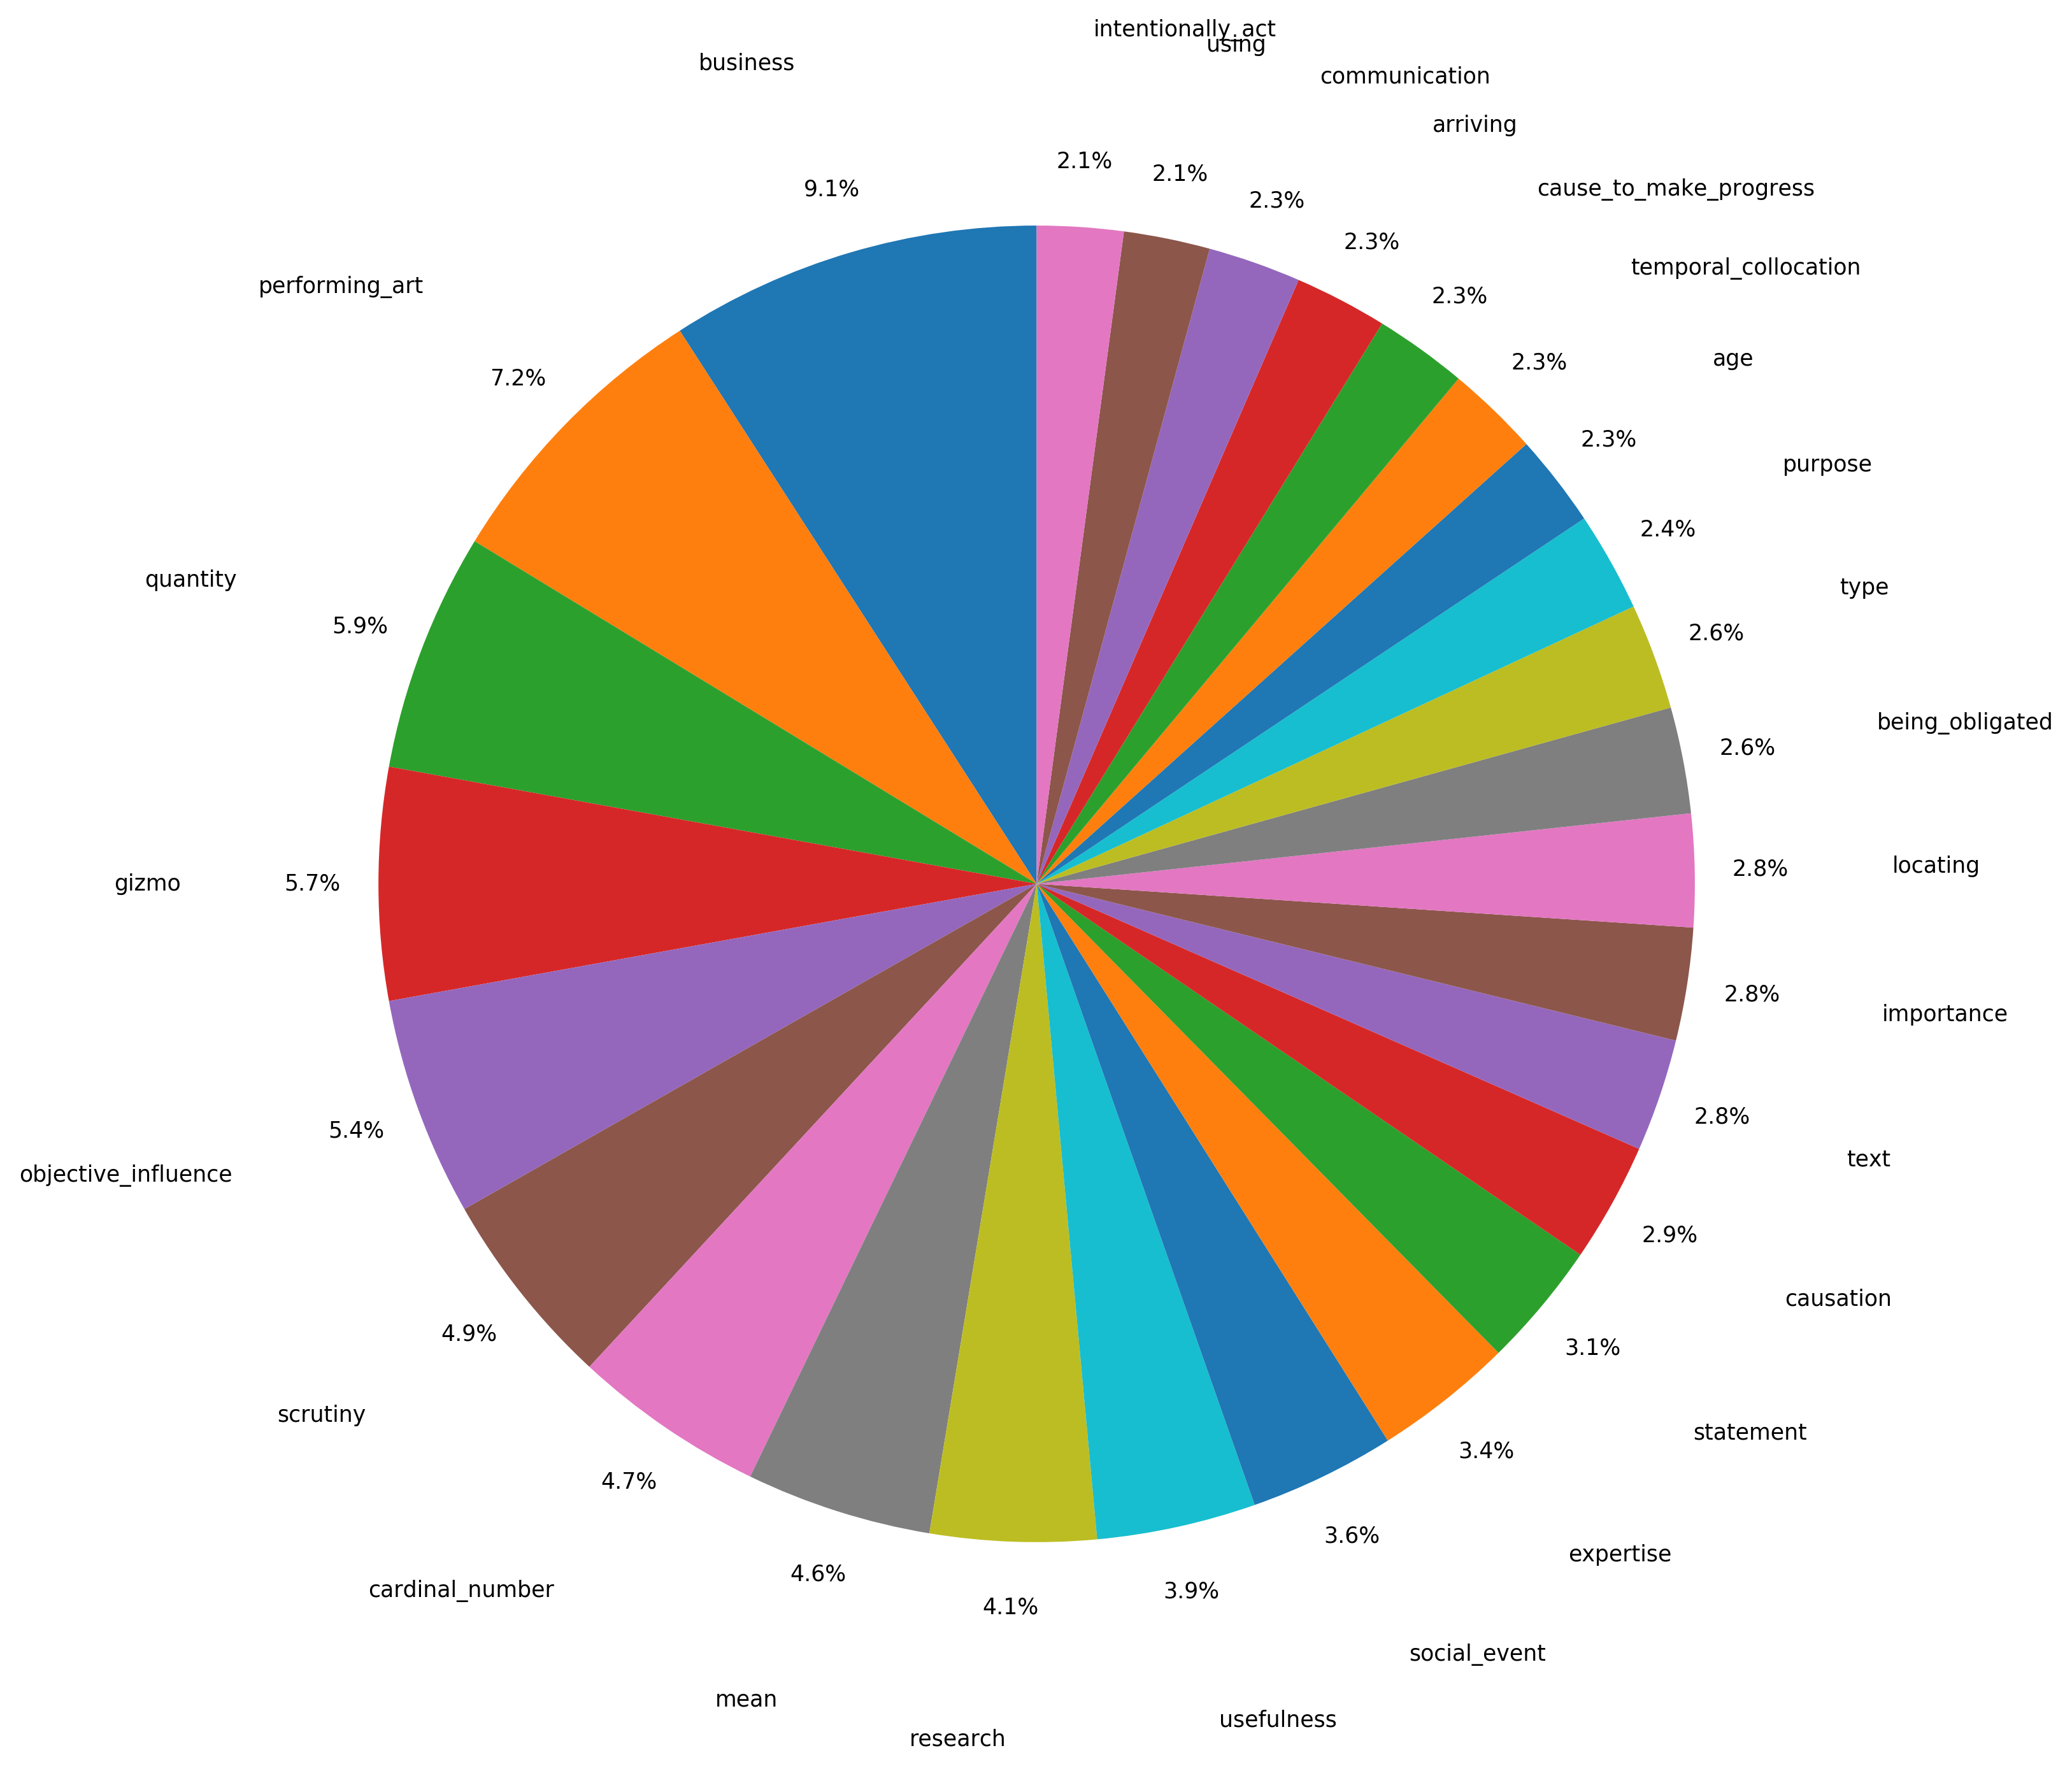 intentionally_act
using
business
communication
arriving
2.1%
2.1%
9.1%
2.3%
cause_to_make_progress
2.3%
temporal_collocation
performing_art
2.3%
age
2.3%
7.2%
2.3%
purpose
2.4%
quantity
type
5.9%
2.6%
being_obligated
2.6%
locating
2.8%
gizmo
5.7%
2.8%
importance
2.8%
5.4%
text
objective_influence
2.9%
causation
4.9%
3.1%
scrutiny
statement
3.4%
4.7%
3.6%
expertise
4.6%
cardinal_number
3.9%
4.1%
social_event
mean
usefulness
research